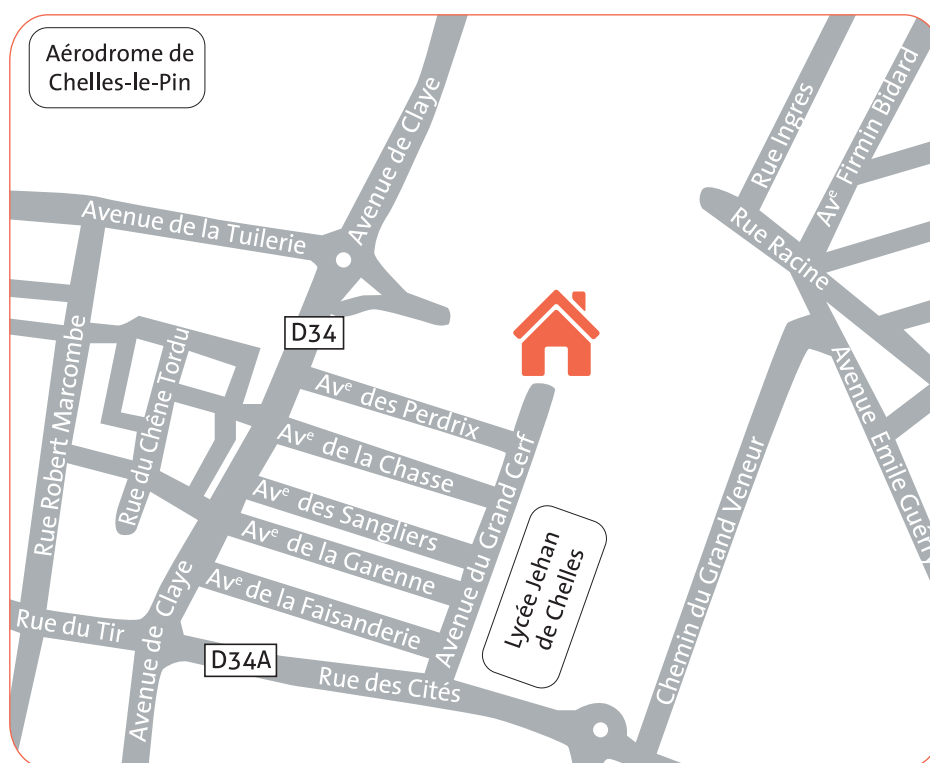 Aérodrome de
Chelles-le-Pin
Avenue de Claye
Rue Ingres
Avᵉ Firmin Bidard
Avenue de la Tuilerie
Rue Racine
D34
Rue Robert Marcombe
Rue du Chêne Tordu
Avᵉ des Perdrix
Avᵉ de la Chasse
Avᵉ des Sangliers
Avᵉ de la Garenne
Avᵉ de la Faisanderie
Avenue du Grand Cerf
Lycée Jehan
de Chelles
Chemin du Grand Veneur
Avenue Emile Guérry
Rue du Tir
Avenue de Claye
D34A
Rue des Cités